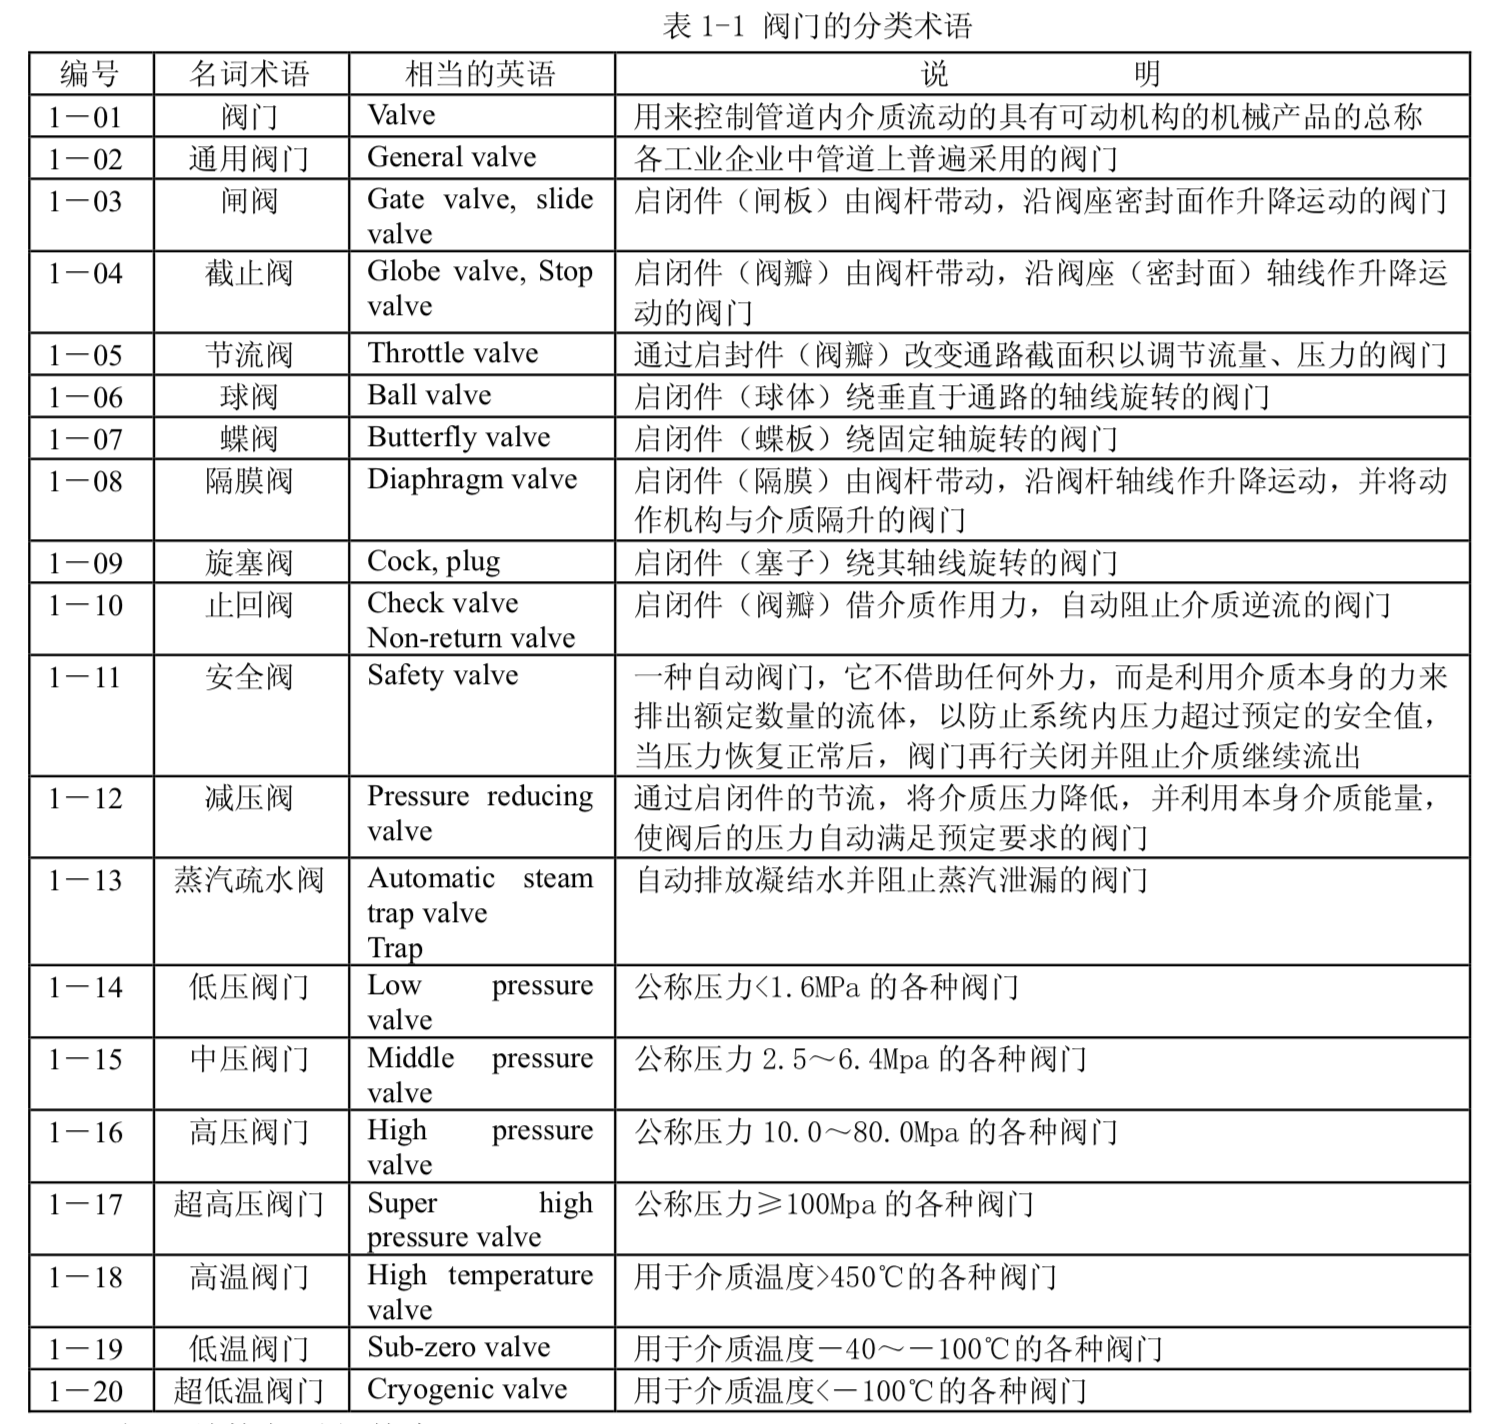 表 1-1 阀门的分类术语
编号 名词术语 相当的英语 说 明
1－01 阀门 Valve 用来控制管道内介质流动的具有可动机构的机械产品的总称
1－02 通用阀门 General valve 各工业企业中管道上普遍采用的阀门
1－03 闸阀 Gate valve, slide 启闭件（闸板）由阀杆带动，沿阀座密封面作升降运动的阀门
valve
1－04 截止阀 Globe valve, Stop 启闭件（阀瓣）由阀杆带动，沿阀座（密封面）轴线作升降运
valve 动的阀门
1－05 节流阀 Throttle valve 通过启封件（阀瓣）改变通路截面积以调节流量、压力的阀门
1－06 球阀 Ball valve 启闭件（球体）绕垂直于通路的轴线旋转的阀门
1－07 蝶阀 Butterfly valve 启闭件（蝶板）绕固定轴旋转的阀门
1－08 隔膜阀 Diaphragm valve 启闭件（隔膜）由阀杆带动，沿阀杆轴线作升降运动，并将动
作机构与介质隔升的阀门
1－09 旋塞阀 Cock, plug 启闭件（塞子）绕其轴线旋转的阀门
1－10 止回阀 Check valve 启闭件（阀瓣）借介质作用力，自动阻止介质逆流的阀门
Non-return valve
1－11 安全阀 Safety valve 一种自动阀门，它不借助任何外力，而是利用介质本身的力来
排出额定数量的流体，以防止系统内压力超过预定的安全值，
当压力恢复正常后，阀门再行关闭并阻止介质继续流出
1－12 减压阀 Pressure reducing 通过启闭件的节流，将介质压力降低，并利用本身介质能量，
valve 使阀后的压力自动满足预定要求的阀门
1－13 蒸汽疏水阀 Automatic steam 自动排放凝结水并阻止蒸汽泄漏的阀门
trap valve
Trap
1－14 低压阀门 Low pressure 公称压力<1.6MPa 的各种阀门
valve
1－15 中压阀门 Middle pressure 公称压力 2.5～6.4Mpa 的各种阀门
valve
1－16 高压阀门 High pressure 公称压力 10.0～80.0Mpa 的各种阀门
valve
1－17 超高压阀门 Super high 公称压力≥100Mpa 的各种阀门
pressure valve
1－18 高温阀门 High temperature 用于介质温度>450℃的各种阀门
valve
1－19 低温阀门 Sub-zero valve 用于介质温度－40～－100℃的各种阀门
1－20 超低温阀门 Cryogenic valve 用于介质温度<－100℃的各种阀门